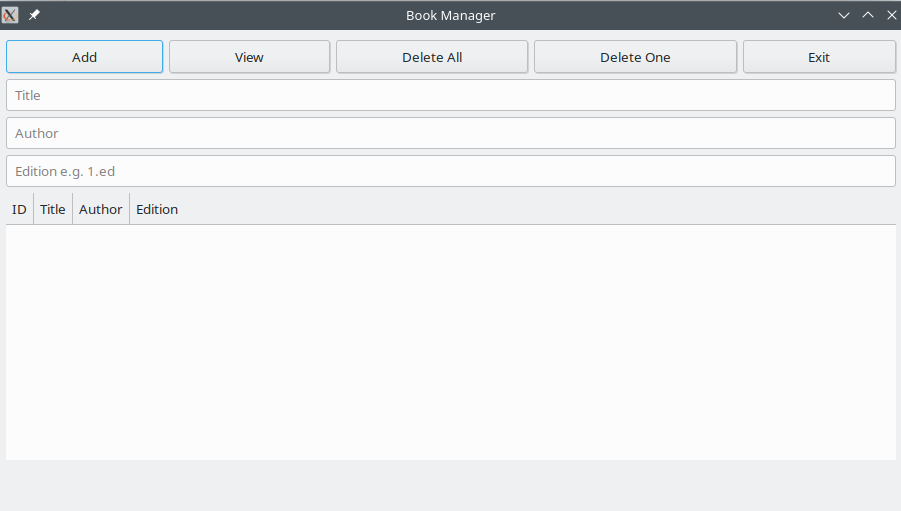 Book Manager
Add View Delete All Delete One Exit
Title
Author
Edition e.g. 1.ed
ID Title Author Edition